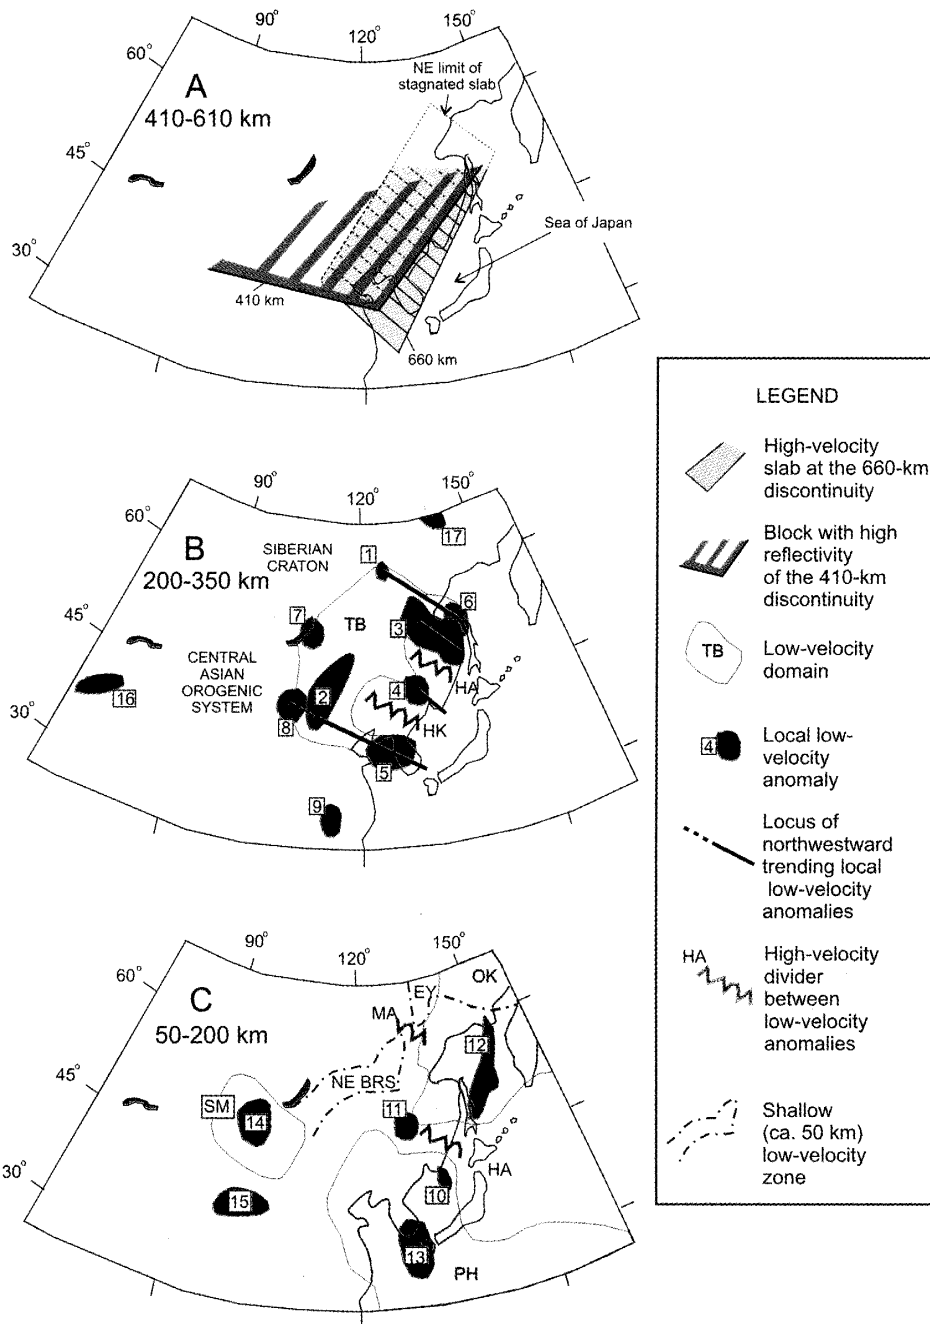 90°
120°
150°
60°
45°
30°
A
410-610 km
NE limit of
stagnated slab
Sea of Japan
410 km
660 km
90°
120°
150°
60°
45°
30°
B
200-350 km
SIBERIAN
CRATON
1
17
6
7
TB
3
CENTRAL
ASIAN
OROGENIC
SYSTEM
16
2
4
HA
8
HK
5
9
90°
120°
150°
60°
45°
30°
C
50-200 km
OK
EY
MA
12
NE BRS
SM
14
11
HA
15
10
13
PH
LEGEND
High-velocity
slab at the 660-km
discontinuity
Block with high
reflectivity
of the 410-km
discontinuity
TB
Low-velocity
domain
4
Local low-
velocity
anomaly
Locus of
northwestward
trending local
low-velocity
anomalies
HA
High-velocity
divider
between
low-velocity
anomalies
Shallow
(ca. 50 km)
low-velocity
zone